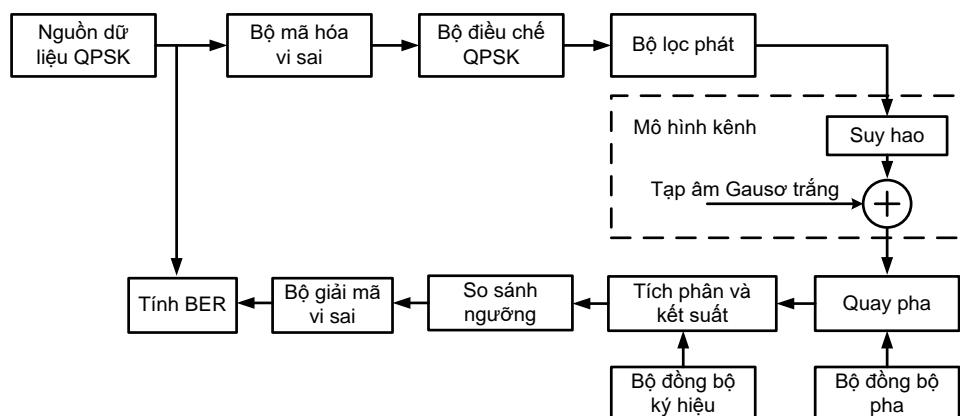 Nguồn dữ
liệu QPSK
Bộ mã hóa
vi sai
Bộ điều chế
QPSK
Bộ lọc phát
Mô hình kênh
Suy hao
Tạp âm Gausơ trắng
Tính BER
Bộ giải mã
vi sai
So sánh
ngưỡng
Tích phân và
kết suất
Quay pha
Bộ đồng bộ
ký hiệu
Bộ đồng bộ
pha